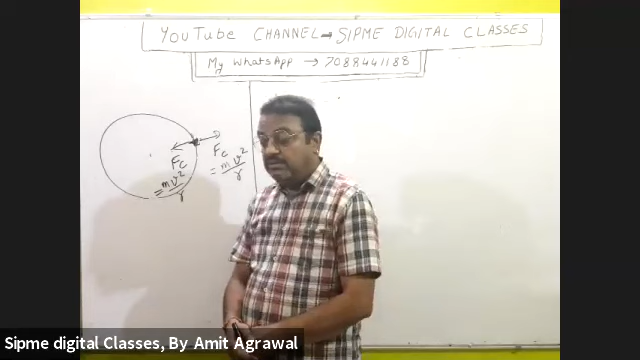 YouTube CHANNEL → SIPME DIGITAL CLASSES
My WhatsApp → 7088441188
Fc
= mv²/r
Fc
= mv²/r
Sipme digital Classes, By Amit Agrawal